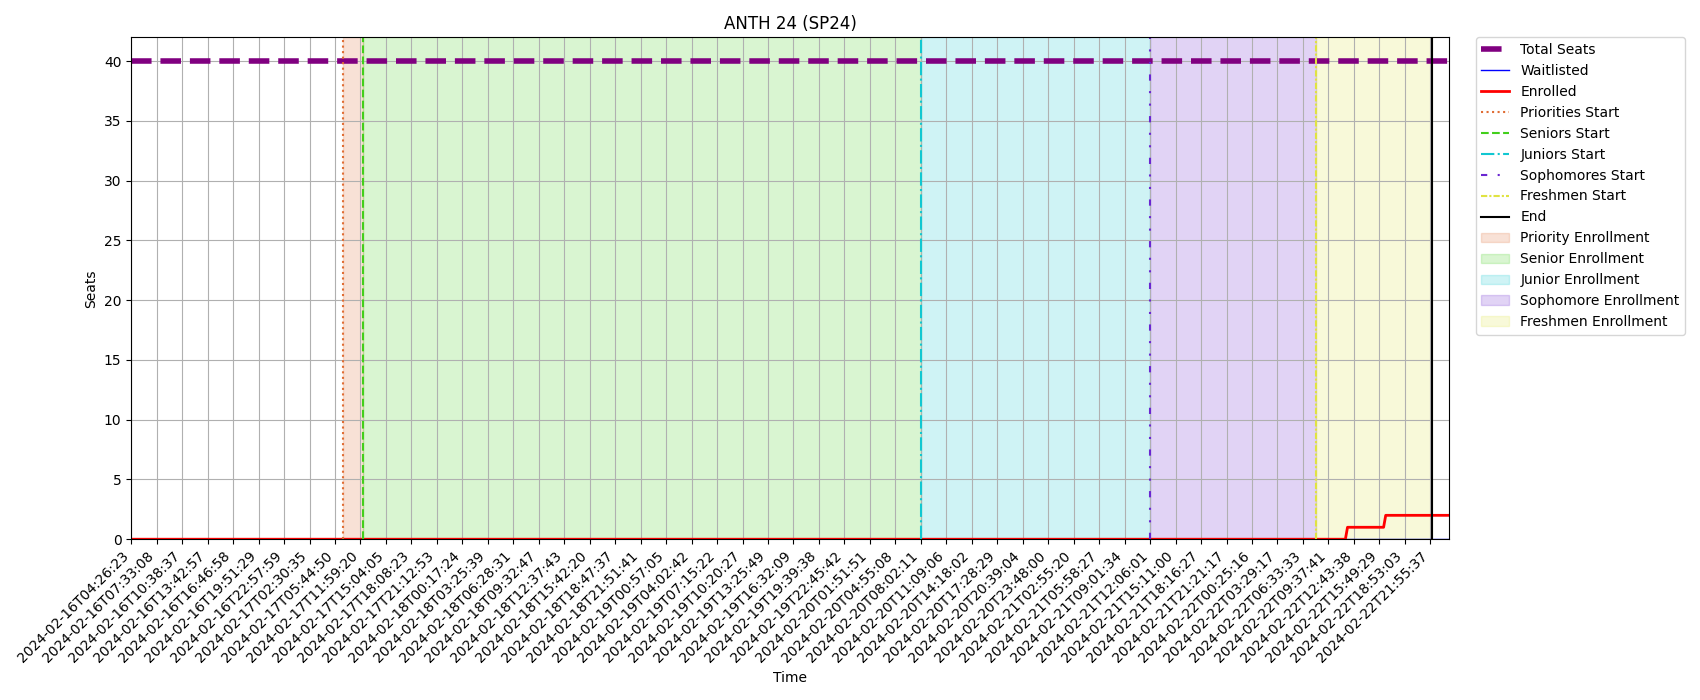 ANTH 24 (SP24)
40
35
30
25
20
15
10
5
0
Seats
2024-02-16T04:26:23
2024-02-16T07:33:08
2024-02-16T10:38:37
2024-02-16T13:42:57
2024-02-16T16:46:58
2024-02-16T19:51:29
2024-02-16T22:57:59
2024-02-17T02:30:35
2024-02-17T05:44:50
2024-02-17T11:59:20
2024-02-17T15:04:05
2024-02-17T18:08:23
2024-02-17T21:12:53
2024-02-18T00:17:24
2024-02-18T03:25:39
2024-02-18T06:28:31
2024-02-18T09:32:47
2024-02-18T12:37:43
2024-02-18T15:42:20
2024-02-18T18:47:37
2024-02-18T21:51:41
2024-02-19T00:57:05
2024-02-19T04:02:42
2024-02-19T07:15:22
2024-02-19T10:20:27
2024-02-19T13:25:49
2024-02-19T16:32:09
2024-02-19T19:39:38
2024-02-19T22:45:42
2024-02-20T01:51:51
2024-02-20T04:55:08
2024-02-20T08:02:11
2024-02-20T11:09:06
2024-02-20T14:18:02
2024-02-20T17:28:29
2024-02-20T20:39:04
2024-02-20T23:48:00
2024-02-21T02:55:20
2024-02-21T05:58:27
2024-02-21T09:01:34
2024-02-21T12:06:01
2024-02-21T15:11:00
2024-02-21T18:16:27
2024-02-21T21:21:17
2024-02-22T00:25:16
2024-02-22T03:29:17
2024-02-22T06:33:33
2024-02-22T09:37:41
2024-02-22T12:43:38
2024-02-22T15:49:29
2024-02-22T18:53:03
2024-02-22T21:55:37
Time
Total Seats
Waitlisted
Enrolled
Priorities Start
Seniors Start
Juniors Start
Sophomores Start
Freshmen Start
End
Priority Enrollment
Senior Enrollment
Junior Enrollment
Sophomore Enrollment
Freshmen Enrollment